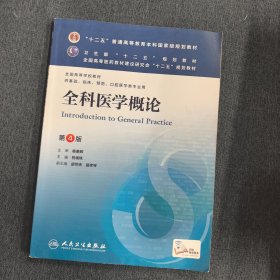 "十二五"普通高等教育本科国家级规划教材
卫生部"十二五"规划教材
全国高等医药教材建设研究会"十二五"规划教材
全国高等学校教材
供基础、临床、预防、口腔医学类专业用
全科医学概论
Introduction to General Practice
第4版
主编
人民卫生出版社